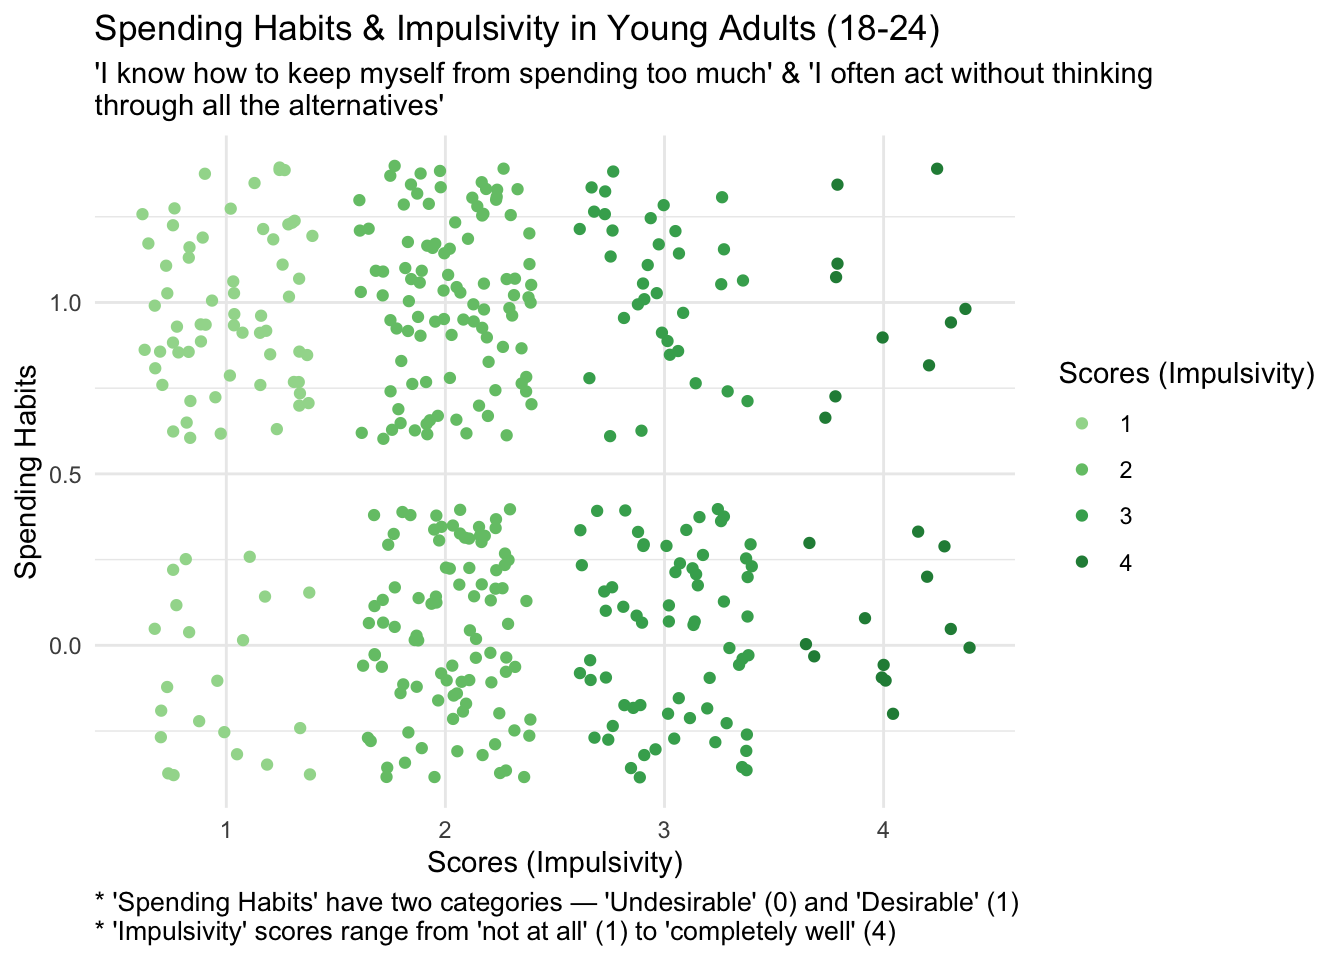 Spending Habits & Impulsivity in Young Adults (18-24)
'I know how to keep myself from spending too much' & 'I often act without thinking
through all the alternatives'
Spending Habits
1.0
0.5
0.0
1
2
3
4
Scores (Impulsivity)
Scores (Impulsivity)
1
2
3
4
* 'Spending Habits' have two categories — 'Undesirable' (0) and 'Desirable' (1)
* 'Impulsivity' scores range from 'not at all' (1) to 'completely well' (4)